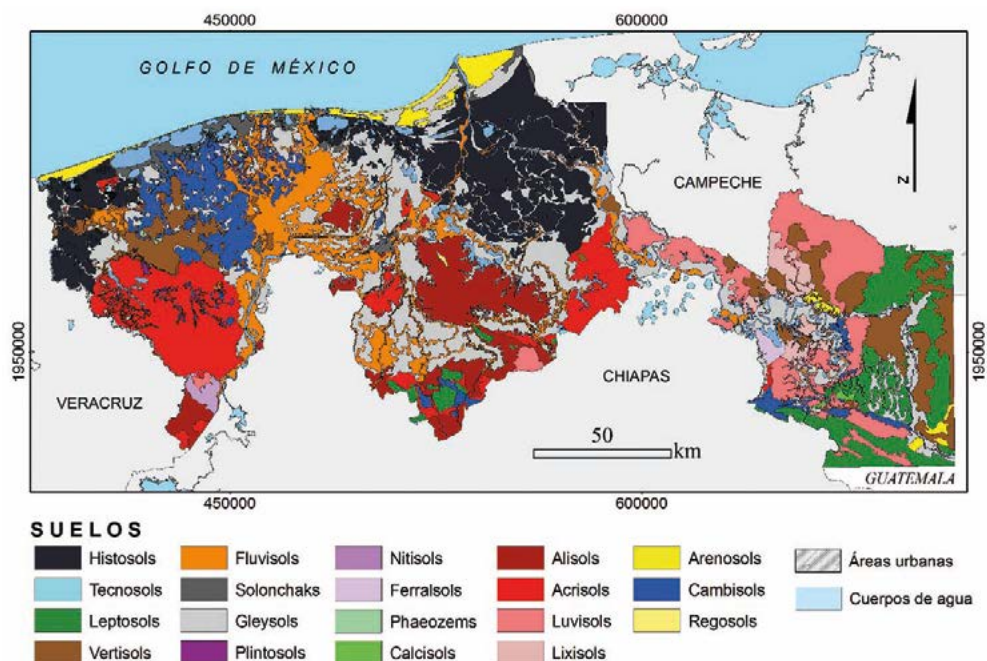 450000
600000
GOLFO DE MÉXICO
N
CAMPECHE
1950000
1950000
CHIAPAS
VERACRUZ
50
km
GUATEMALA
450000
600000
SUELOS
Histosols
Fluvisols
Nitisols
Alisols
Arenosols
Áreas urbanas
Tecnosols
Solonchaks
Ferralsols
Acrisols
Cambisols
Cuerpos de agua
Leptosols
Gleysols
Phaeozems
Luvisols
Regosols
Vertisols
Plintosols
Calcisols
Lixisols